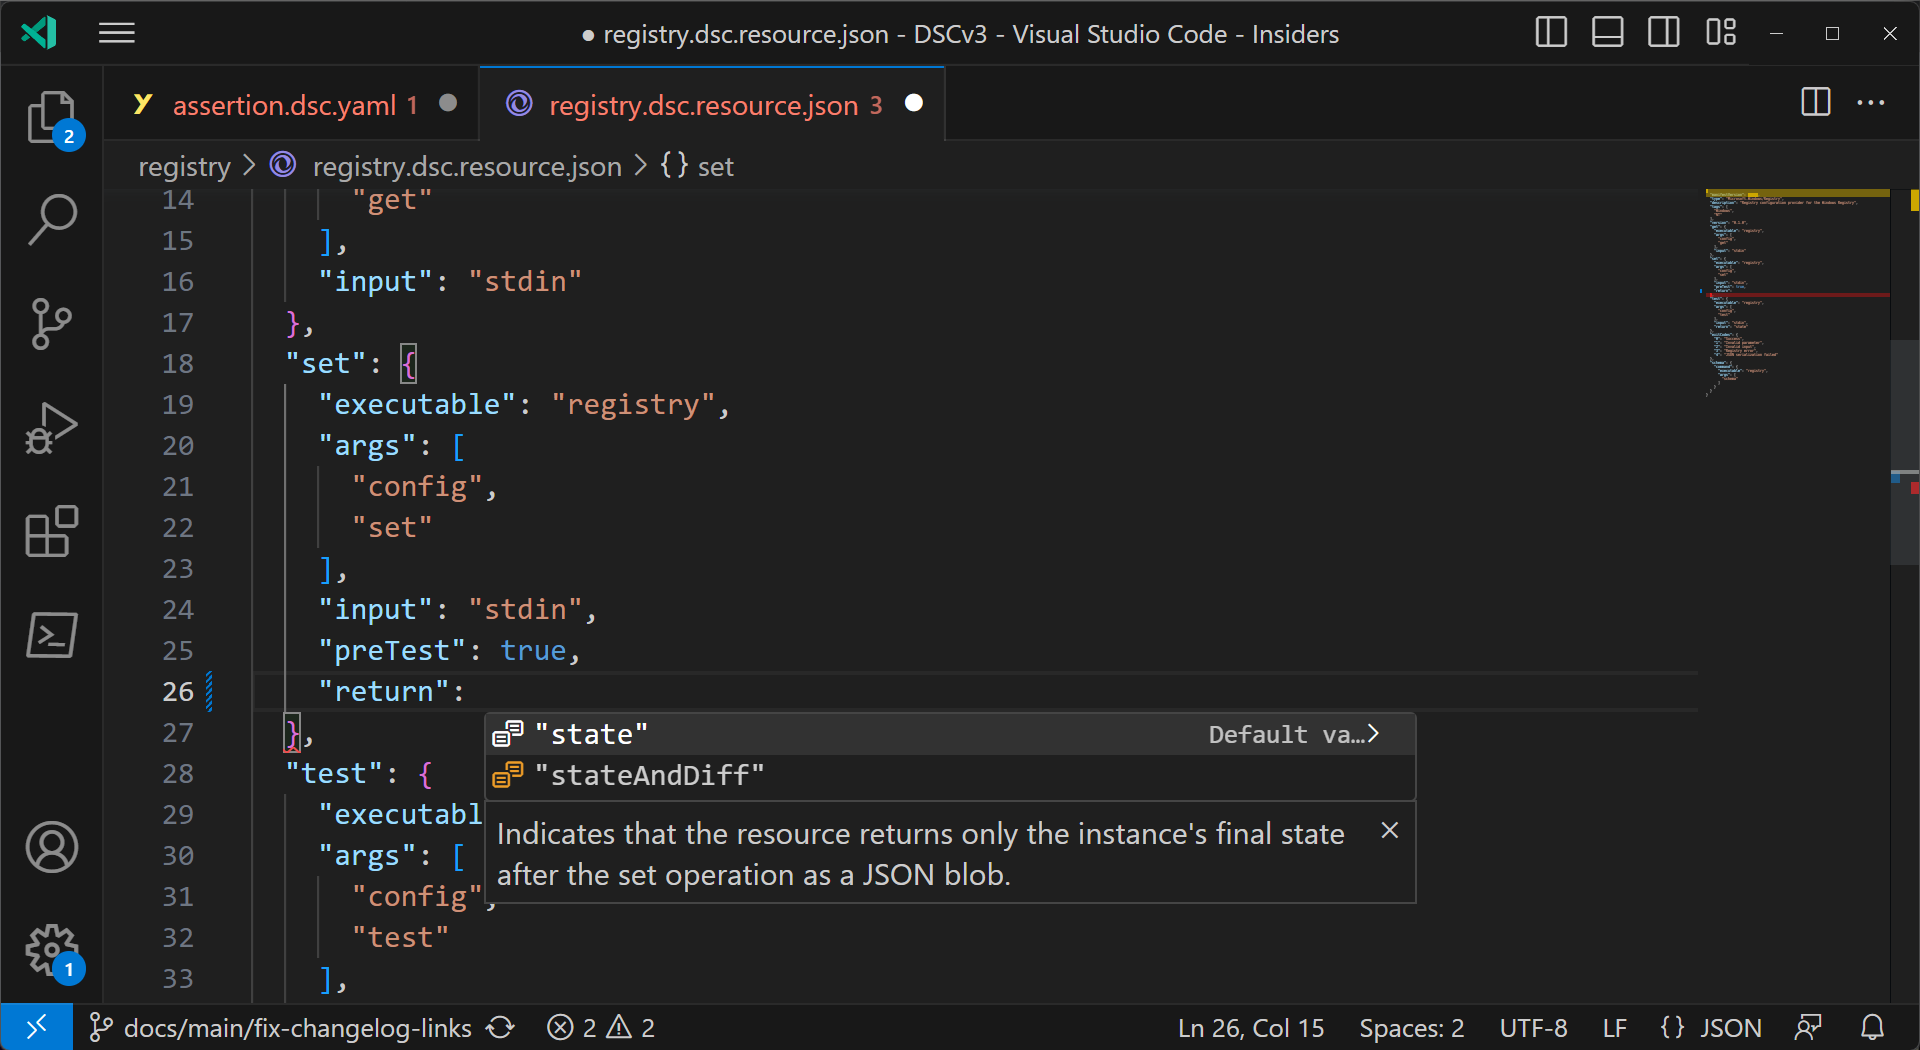 ● registry.dsc.resource.json - DSCv3 - Visual Studio Code - Insiders
assertion.dsc.yaml 1 ● registry.dsc.resource.json 3 ●
2
registry > registry.dsc.resource.json > {} set
14 "get"
15 ],
16 "input": "stdin"
17 },
18 "set": {
19 "executable": "registry",
20 "args": [
21 "config",
22 "set"
23 ],
24 "input": "stdin",
25 "preTest": true,
26 "return":
27 },
"state" Default va…>
28 "test": {
"stateAndDiff"
29 "executabl
Indicates that the resource returns only the instance's final state
after the set operation as a JSON blob.
30 "args": [
31 "config",
32 "test"
33 ],
1
docs/main/fix-changelog-links 2 2 Ln 26, Col 15 Spaces: 2 UTF-8 LF {} JSON